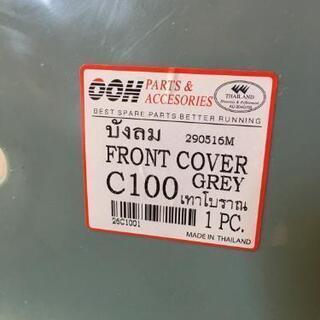 OOH PARTS &
ACCESORIES
THAILAND
BEST SPARE PARTS BETTER RUNNING
บังลม 290516M
FRONT COVER
C100 GREY
เทาโบราณ
26C1001 1 PC.
MADE IN THAILAND